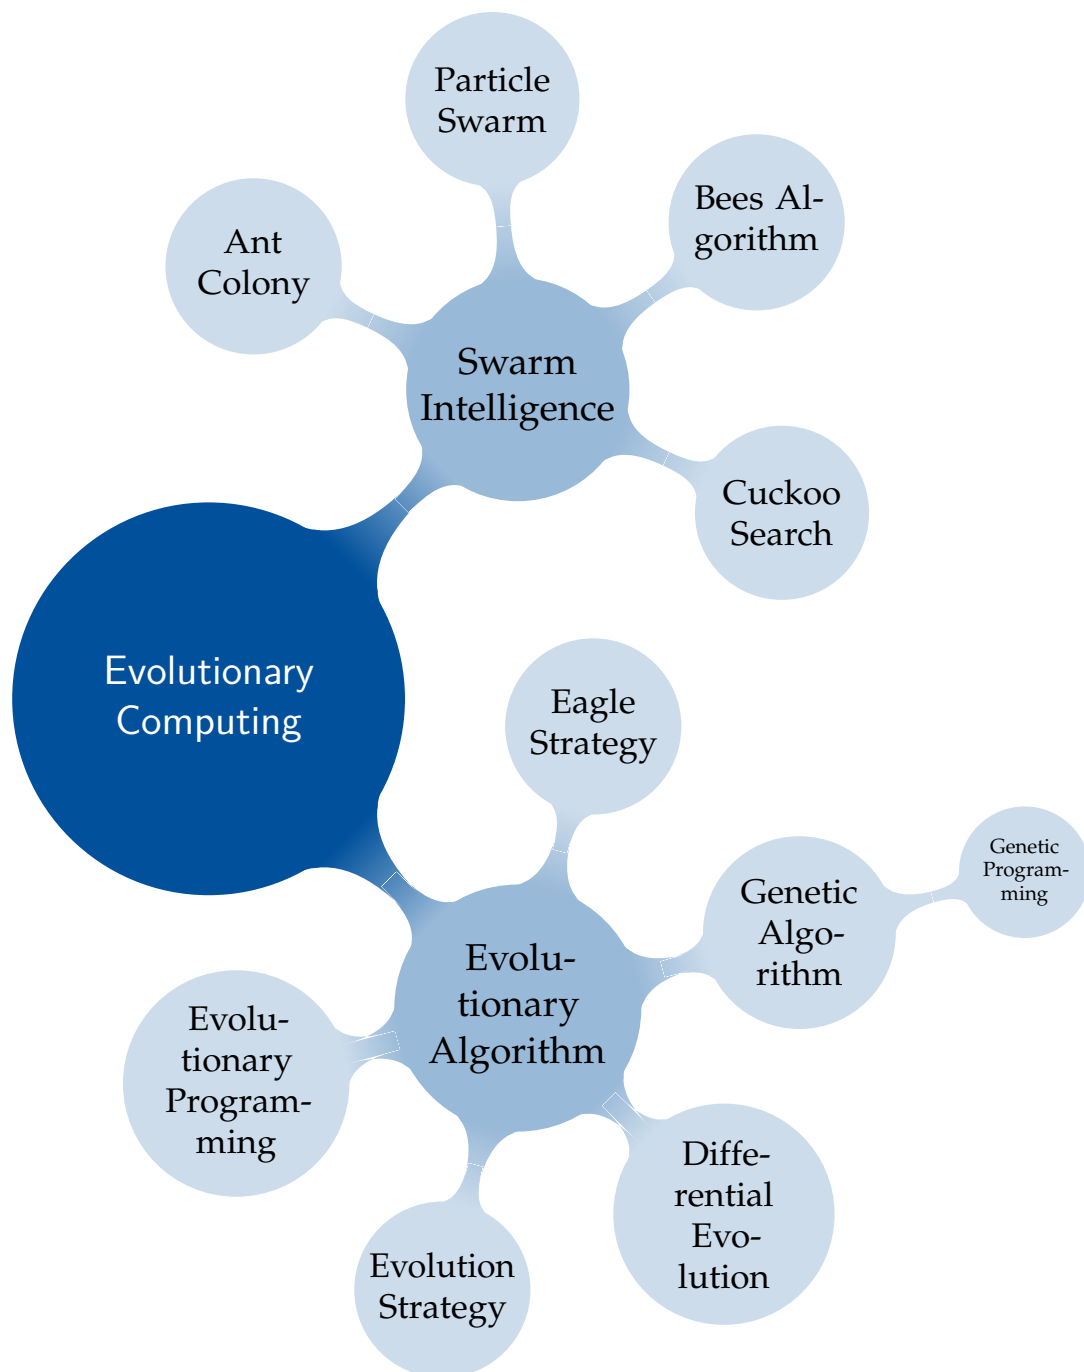 Particle
Swarm
Bees Al-
gorithm
Ant
Colony
Swarm
Intelligence
Cuckoo
Search
Evolutionary
Computing
Eagle
Strategy
Genetic
Program-
ming
Genetic
Algo-
rithm
Evolu-
tionary
Algorithm
Evolu-
tionary
Program-
ming
Diffe-
rential
Evo-
lution
Evolution
Strategy